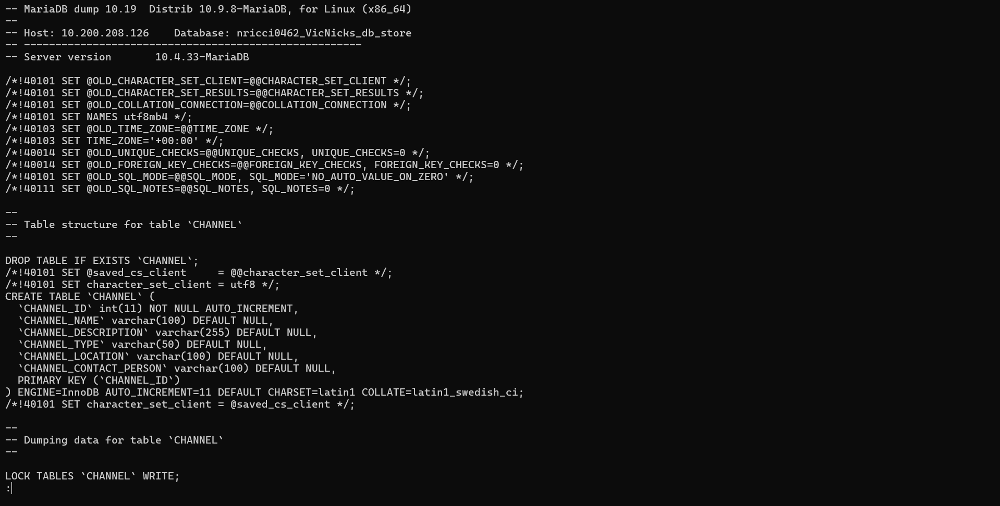 -- MariaDB dump 10.19  Distrib 10.9.8-MariaDB, for Linux (x86_64)
--
-- Host: 10.200.208.126    Database: nricci0462_VicNicks_db_store
-- ------------------------------------------------------
-- Server version       10.4.33-MariaDB

/*!40101 SET @OLD_CHARACTER_SET_CLIENT=@@CHARACTER_SET_CLIENT */;
/*!40101 SET @OLD_CHARACTER_SET_RESULTS=@@CHARACTER_SET_RESULTS */;
/*!40101 SET @OLD_COLLATION_CONNECTION=@@COLLATION_CONNECTION */;
/*!40101 SET NAMES utf8mb4 */;
/*!40103 SET @OLD_TIME_ZONE=@@TIME_ZONE */;
/*!40103 SET TIME_ZONE='+00:00' */;
/*!40014 SET @OLD_UNIQUE_CHECKS=@@UNIQUE_CHECKS, UNIQUE_CHECKS=0 */;
/*!40014 SET @OLD_FOREIGN_KEY_CHECKS=@@FOREIGN_KEY_CHECKS, FOREIGN_KEY_CHECKS=0 */;
/*!40101 SET @OLD_SQL_MODE=@@SQL_MODE, SQL_MODE='NO_AUTO_VALUE_ON_ZERO' */;
/*!40111 SET @OLD_SQL_NOTES=@@SQL_NOTES, SQL_NOTES=0 */;

--
-- Table structure for table `CHANNEL`
--

DROP TABLE IF EXISTS `CHANNEL`;
/*!40101 SET @saved_cs_client     = @@character_set_client */;
/*!40101 SET character_set_client = utf8 */;
CREATE TABLE `CHANNEL` (
  `CHANNEL_ID` int(11) NOT NULL AUTO_INCREMENT,
  `CHANNEL_NAME` varchar(100) DEFAULT NULL,
  `CHANNEL_DESCRIPTION` varchar(255) DEFAULT NULL,
  `CHANNEL_TYPE` varchar(50) DEFAULT NULL,
  `CHANNEL_LOCATION` varchar(100) DEFAULT NULL,
  `CHANNEL_CONTACT_PERSON` varchar(100) DEFAULT NULL,
  PRIMARY KEY (`CHANNEL_ID`)
) ENGINE=InnoDB AUTO_INCREMENT=11 DEFAULT CHARSET=latin1 COLLATE=latin1_swedish_ci;
/*!40101 SET character_set_client = @saved_cs_client */;

--
-- Dumping data for table `CHANNEL`
--

LOCK TABLES `CHANNEL` WRITE;
: